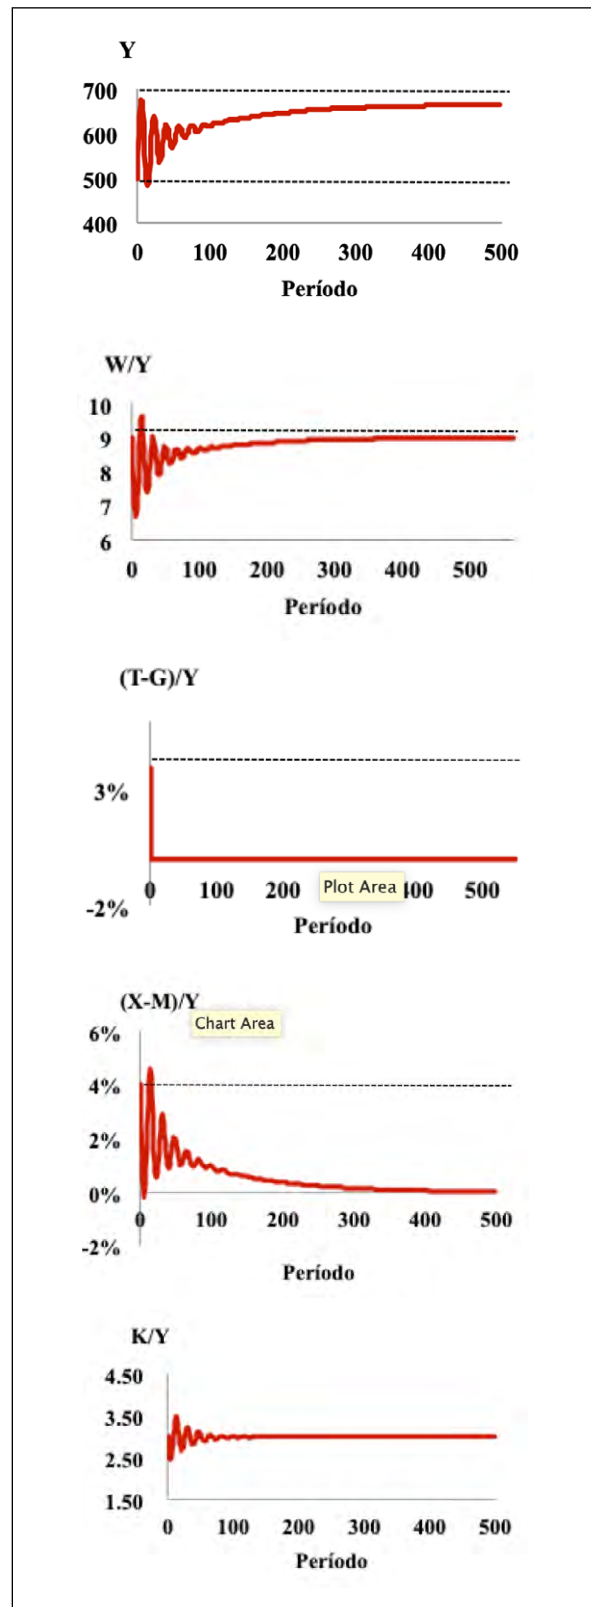 Y
700
600
500
400
0 100 200 300 400 500
Período
W/Y
10
9
8
7
6
0 100 200 300 400 500
Período
(T-G)/Y
3%
-2%
0 100 200 400 500
Plot Area
Período
(X-M)/Y
Chart Area
6%
4%
2%
0%
-2%
0 100 200 300 400 500
Período
K/Y
4.50
3.50
2.50
1.50
0 100 200 300 400 500
Período